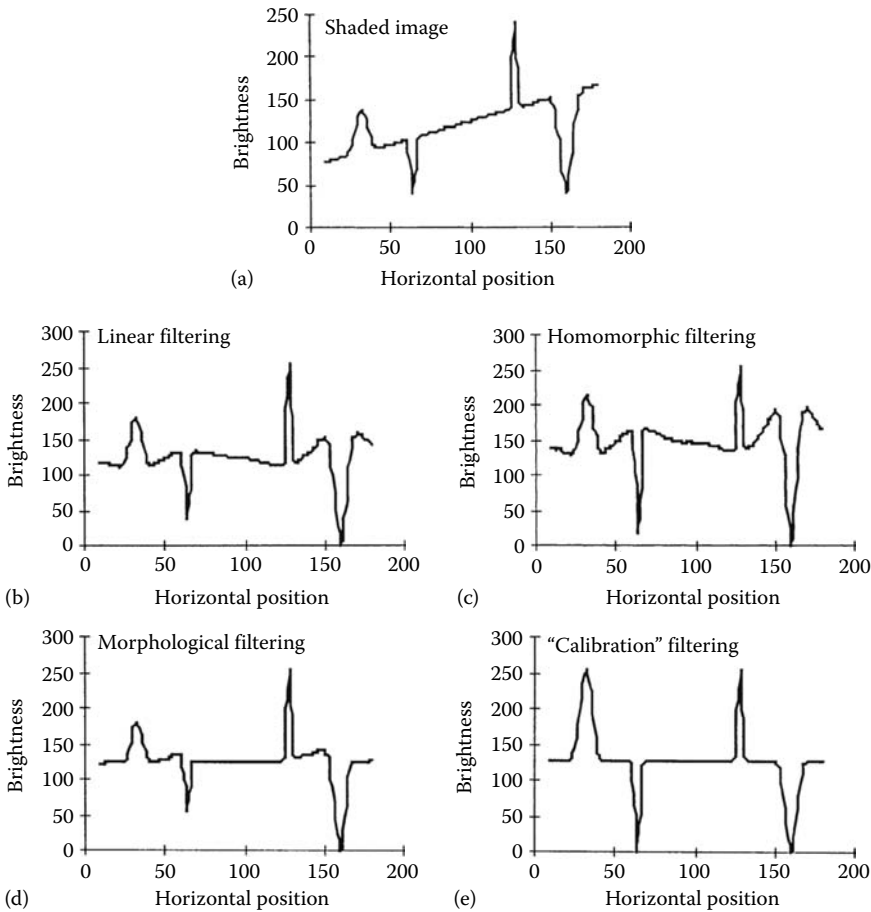 Shaded image
250
200
150
100
50
0
Brightness
0 50 100 150 200
Horizontal position
(a)
Linear filtering
300
250
200
150
100
50
0
Brightness
0 50 100 150 200
Horizontal position
(b)
Homomorphic filtering
300
250
200
150
100
50
0
Brightness
0 50 100 150 200
Horizontal position
(c)
Morphological filtering
300
250
200
150
100
50
0
Brightness
0 50 100 150 200
Horizontal position
(d)
“Calibration” filtering
300
250
200
150
100
50
0
Brightness
0 50 100 150 200
Horizontal position
(e)